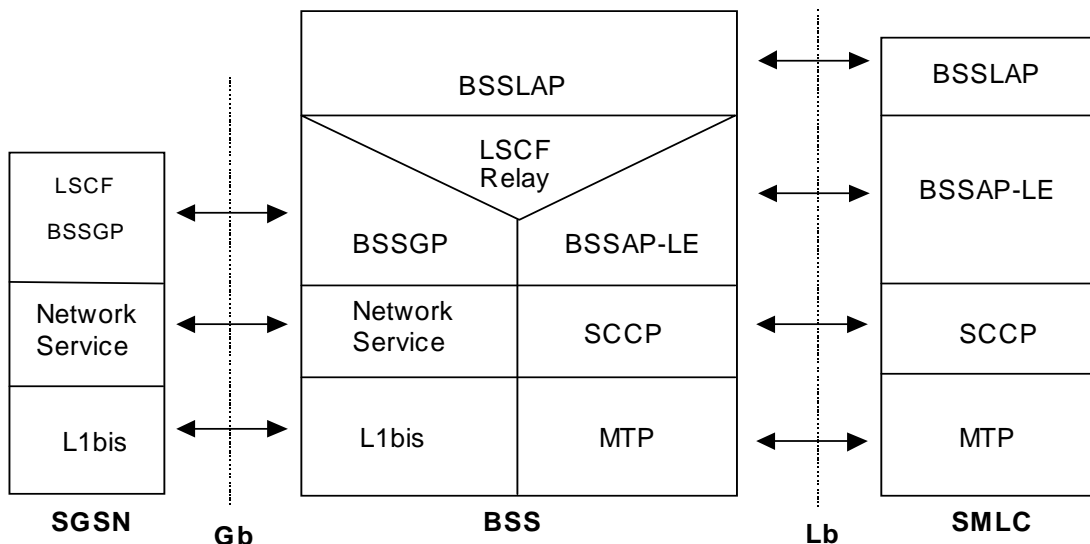 LSCF
BSSGP
Network
Service
L1bis
SGSN
Gb
BSSLAP
LSCF
Relay
BSSGP
BSSAP-LE
Network
Service
SCCP
L1bis
MTP
BSS
Lb
BSSLAP
BSSAP-LE
SCCP
MTP
SMLC